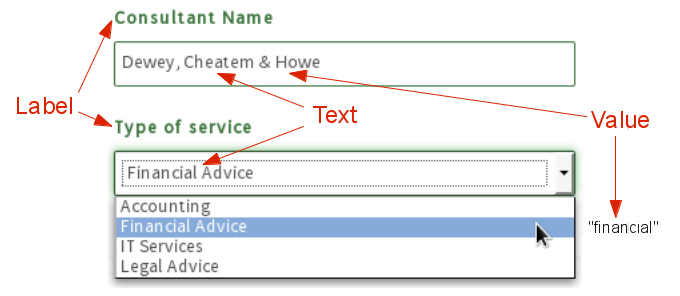 Consultant Name
Dewey, Cheatem & Howe
Label
Text
Value
Type of service
Financial Advice
Accounting
Financial Advice
"financial"
IT Services
Legal Advice